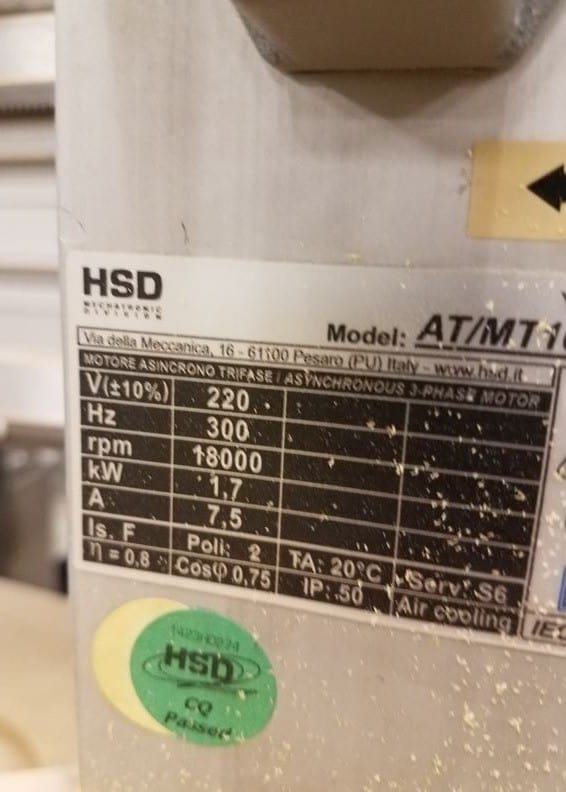 HSD
MECHATRONIC
DIVISION
Model: AT/MT
Via della Meccanica, 16 - 61100 Pesaro (PU) Italy - www.hsd.it
MOTORE ASINCRONO TRIFASE / ASYNCHRONOUS 3-PHASE MOTOR
V(±10%) 220
Hz 300
rpm 18000
kW 1,7
A 7,5
Is. F Poli: 2 TA: 20°C Serv: S6
η = 0,8 Cosφ 0,75 IP: 50 Air cooling
HSD
CQ
Passed